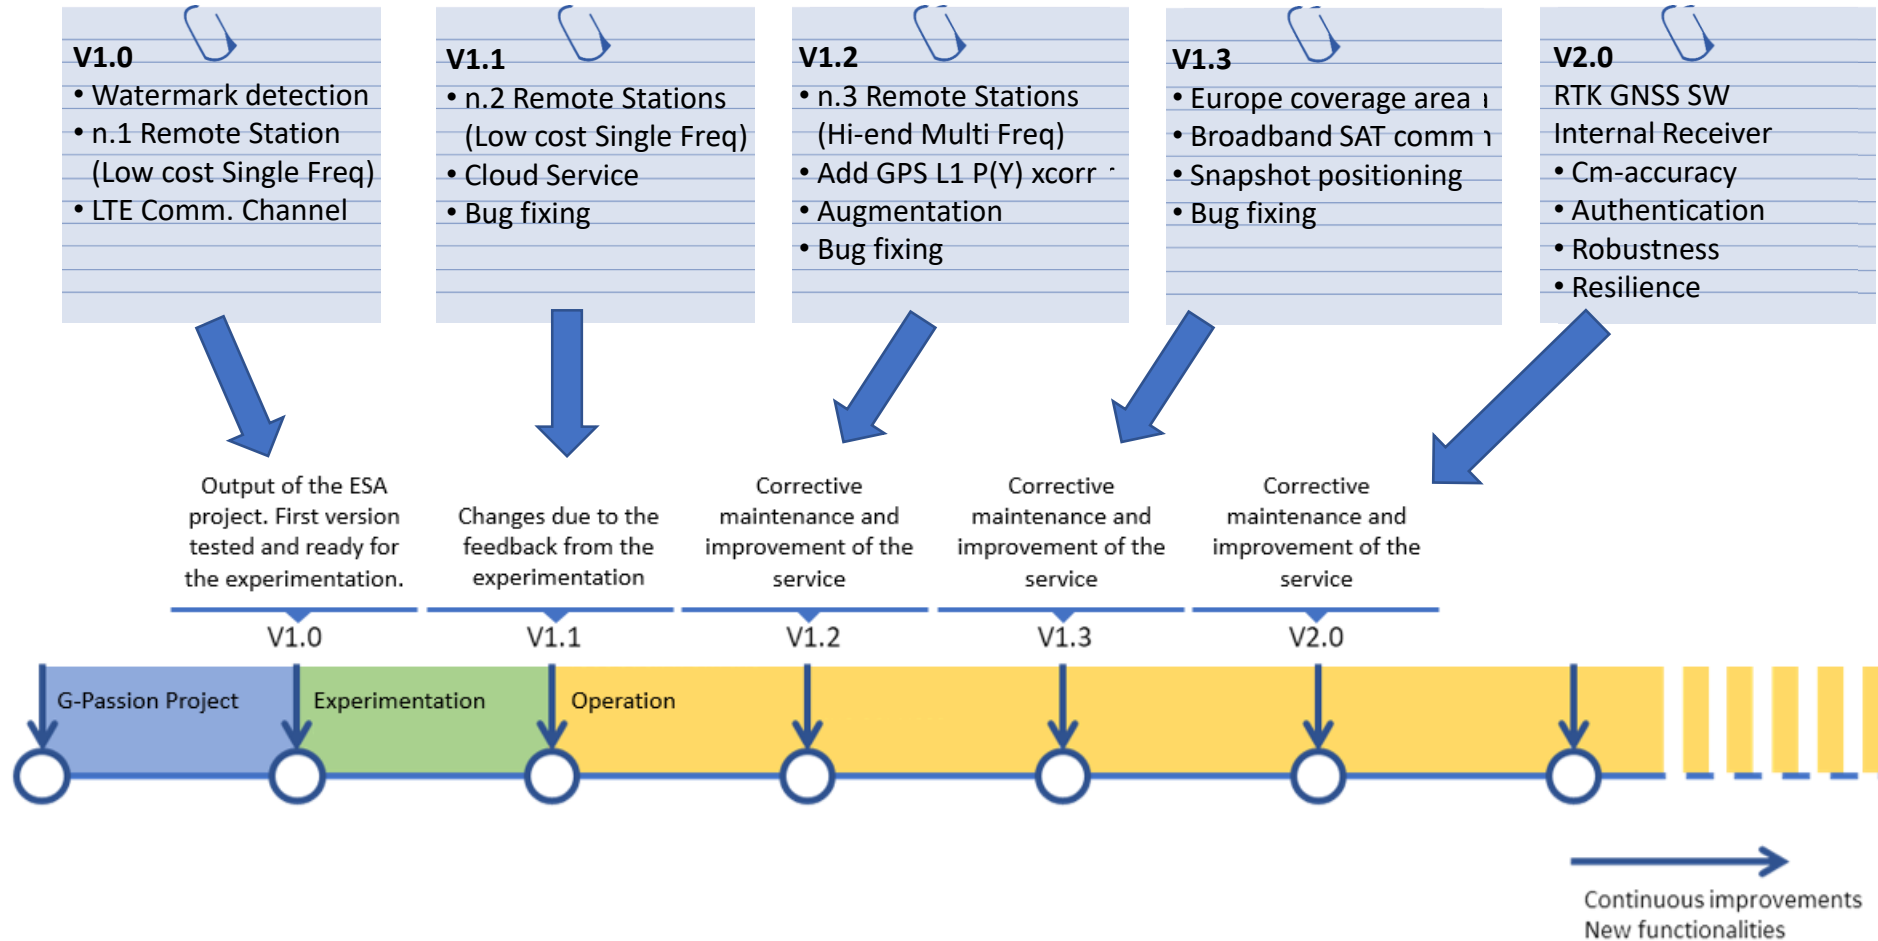 V1.0
• Watermark detection
• n.1 Remote Station
(Low cost Single Freq)
• LTE Comm. Channel
V1.1
• n.2 Remote Stations
(Low cost Single Freq)
• Cloud Service
• Bug fixing
V1.2
• n.3 Remote Stations
(Hi-end Multi Freq)
• Add GPS L1 P(Y) xcorr
• Augmentation
• Bug fixing
V1.3
• Europe coverage area
• Broadband SAT comm
• Snapshot positioning
• Bug fixing
V2.0
RTK GNSS SW
Internal Receiver
• Cm-accuracy
• Authentication
• Robustness
• Resilience
Output of the ESA
project. First version
tested and ready for
the experimentation.
Changes due to the
feedback from the
experimentation
Corrective
maintenance and
improvement of the
service
Corrective
maintenance and
improvement of the
service
Corrective
maintenance and
improvement of the
service
V1.0
V1.1
V1.2
V1.3
V2.0
G-Passion Project
Experimentation
Operation
Continuous improvements
New functionalities